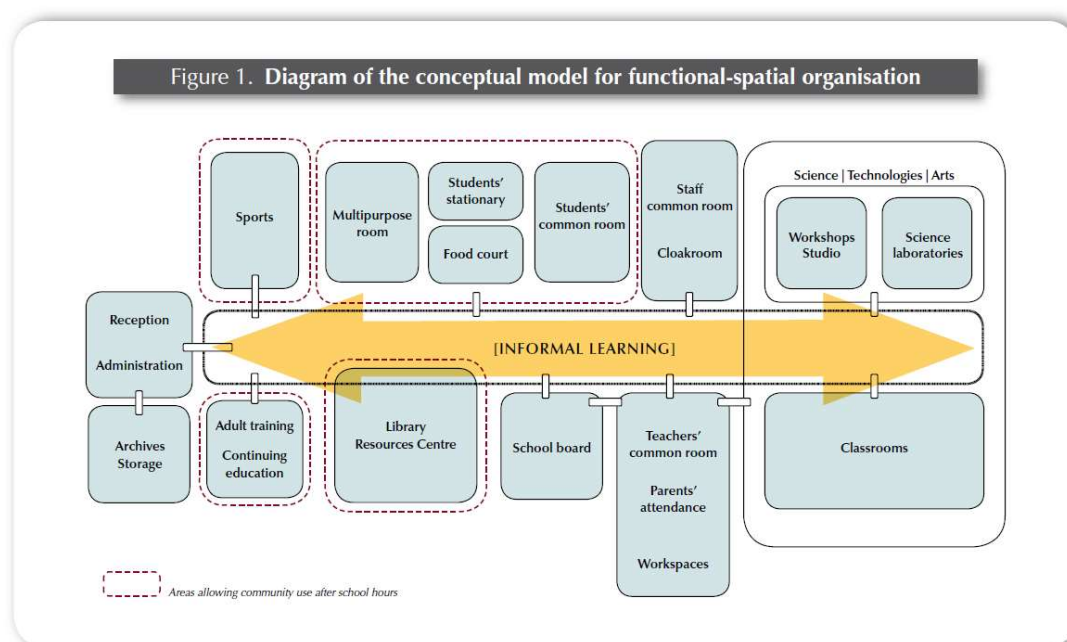 Figure 1. Diagram of the conceptual model for functional-spatial organisation
Sports
Multipurpose
room
Students'
stationary
Food court
Students'
common room
Staff
common room
Cloakroom
Science | Technologies | Arts
Workshops
Studio
Science
laboratories
Reception
Administration
[INFORMAL LEARNING]
Archives
Storage
Adult training
Continuing
education
Library
Resources Centre
School board
Teachers'
common room
Parents'
attendance
Workspaces
Classrooms
Areas allowing community use after school hours